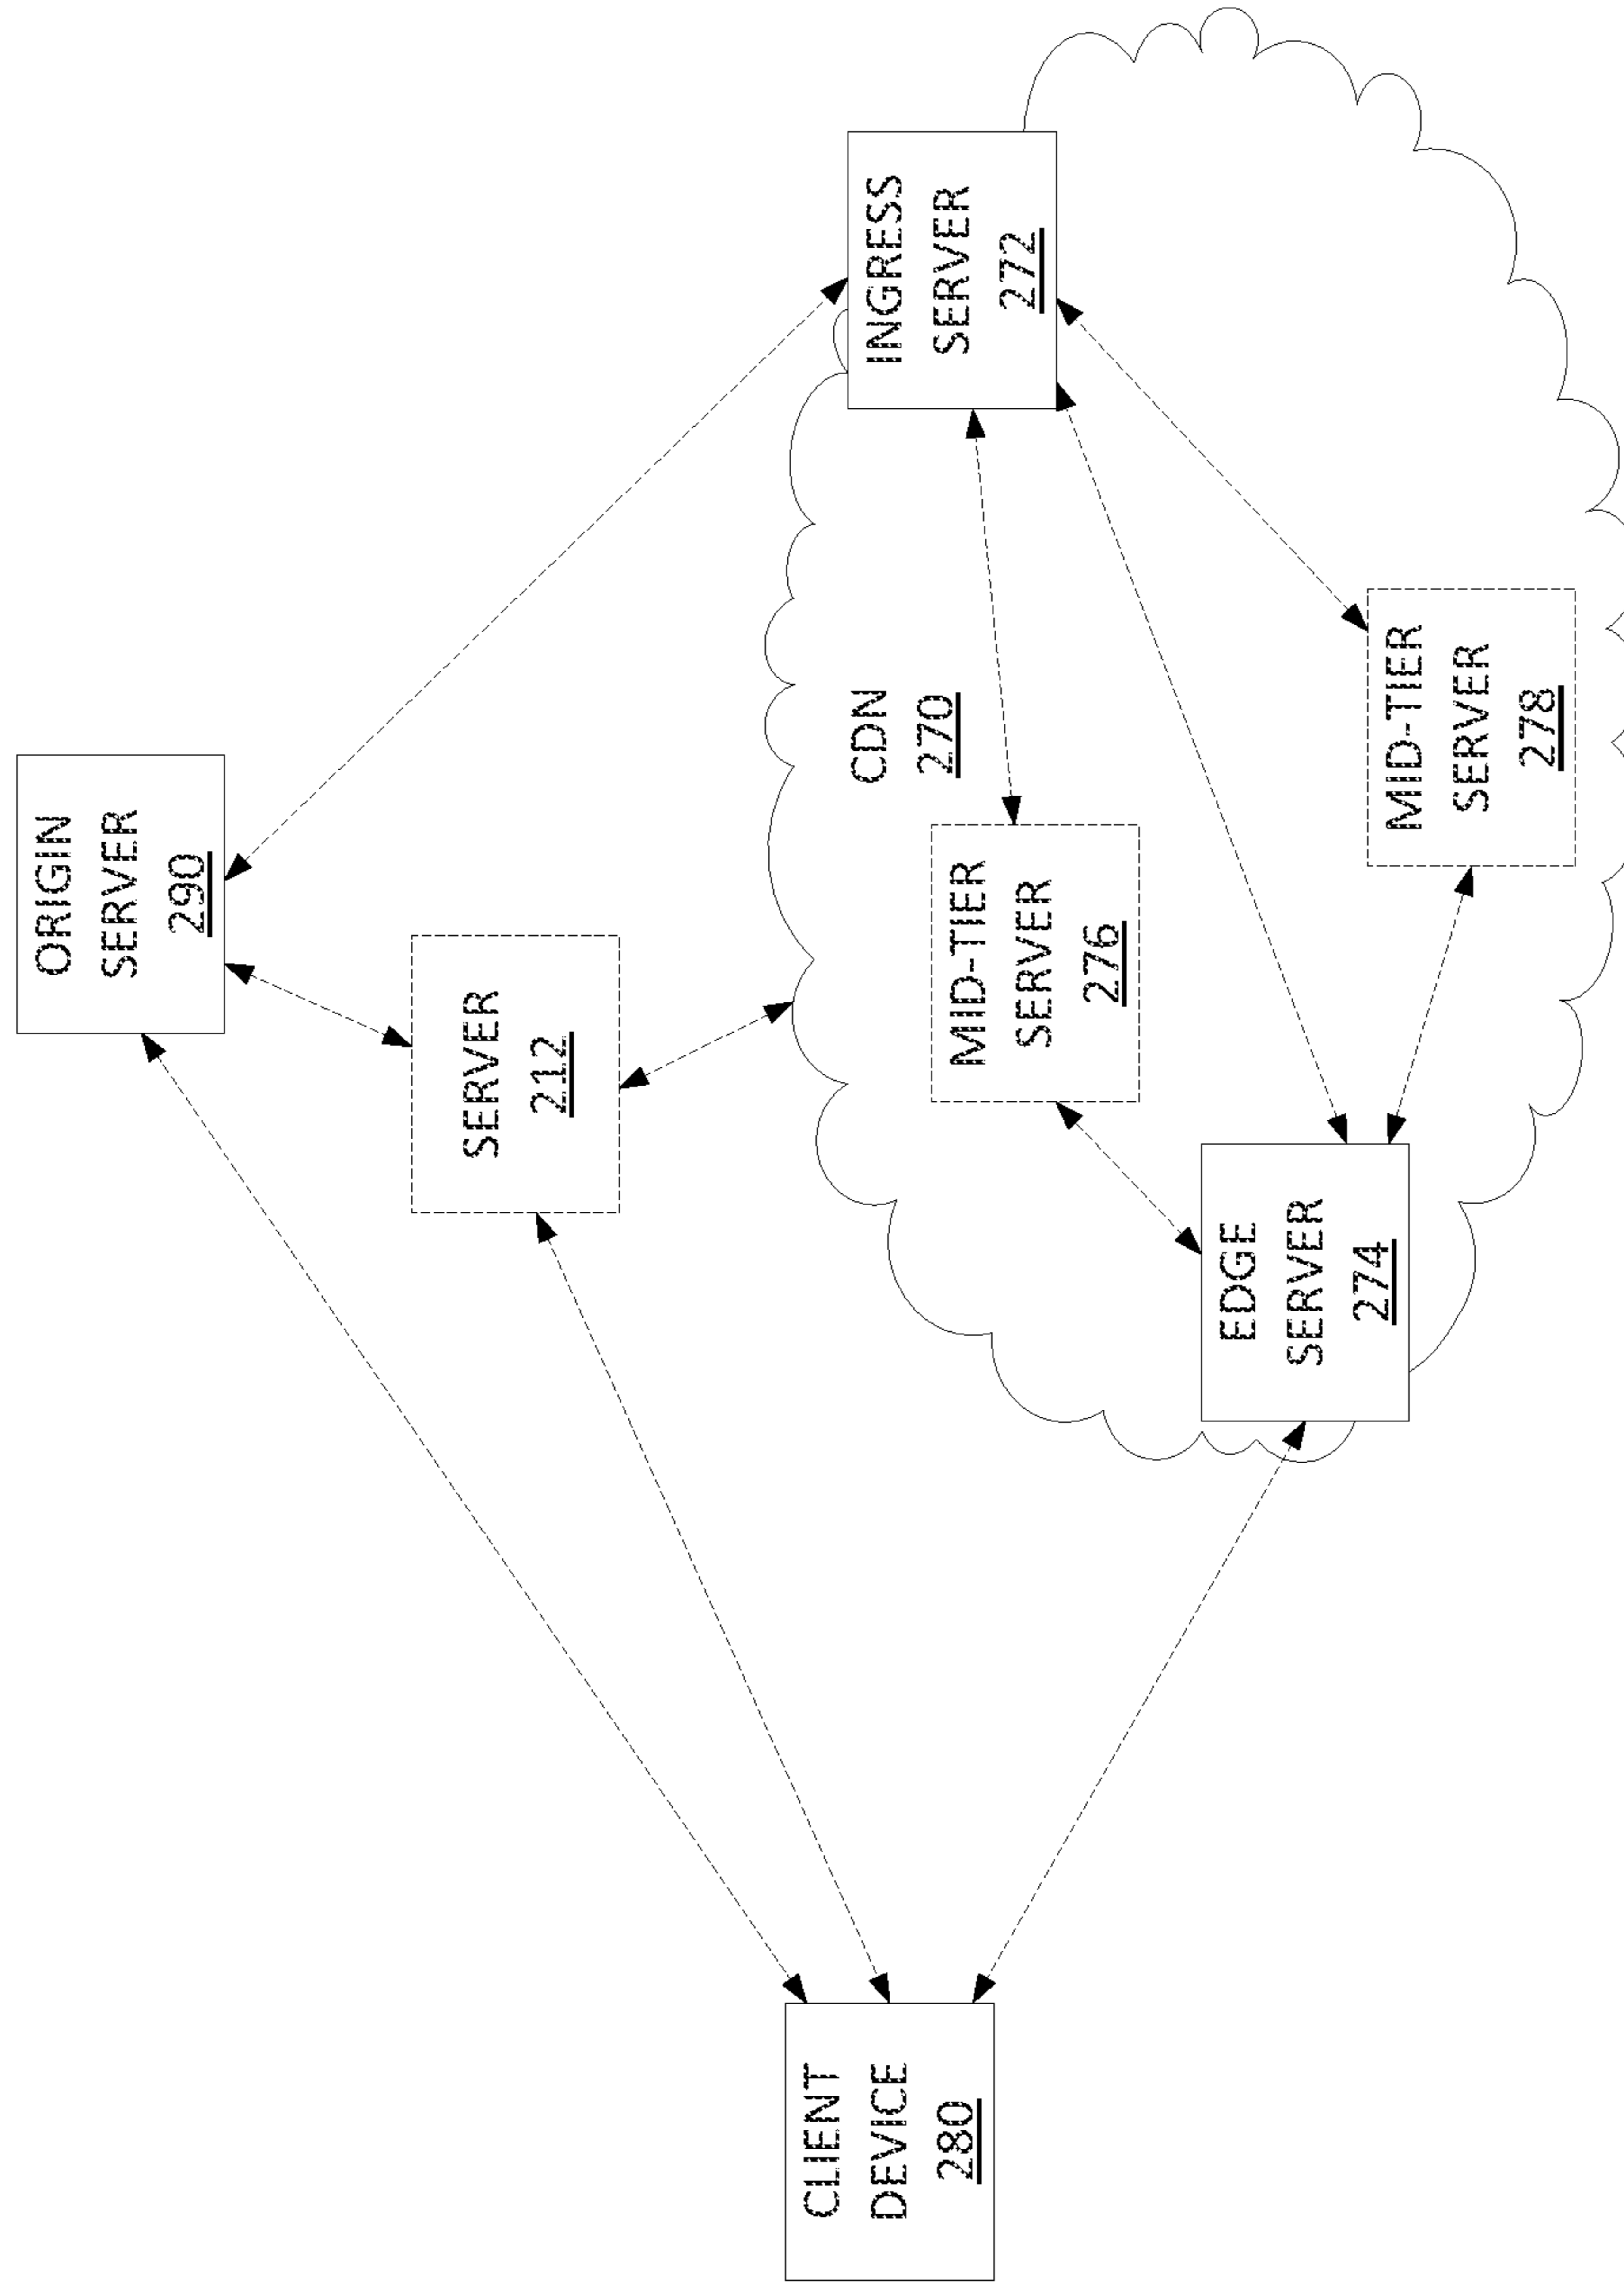 ORIGIN
SERVER
290
SERVER
212
CLIENT
DEVICE
280
CDN
270
INGRESS
SERVER
272
MID-TIER
SERVER
276
EDGE
SERVER
274
MID-TIER
SERVER
278